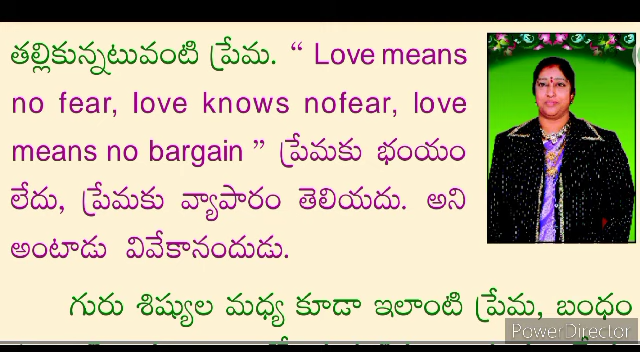 తల్లికున్నటువంటి ప్రేమ. “ Love means
no fear, love knows nofear, love
means no bargain ” ప్రేమకు భంయం
లేదు, ప్రేమకు వ్యాపారం తెలియదు. అని
అంటాడు వివేకానందుడు.
గురు శిష్యుల మధ్య కూడా ఇలాంటి ప్రేమ, బంధం
PowerDirector